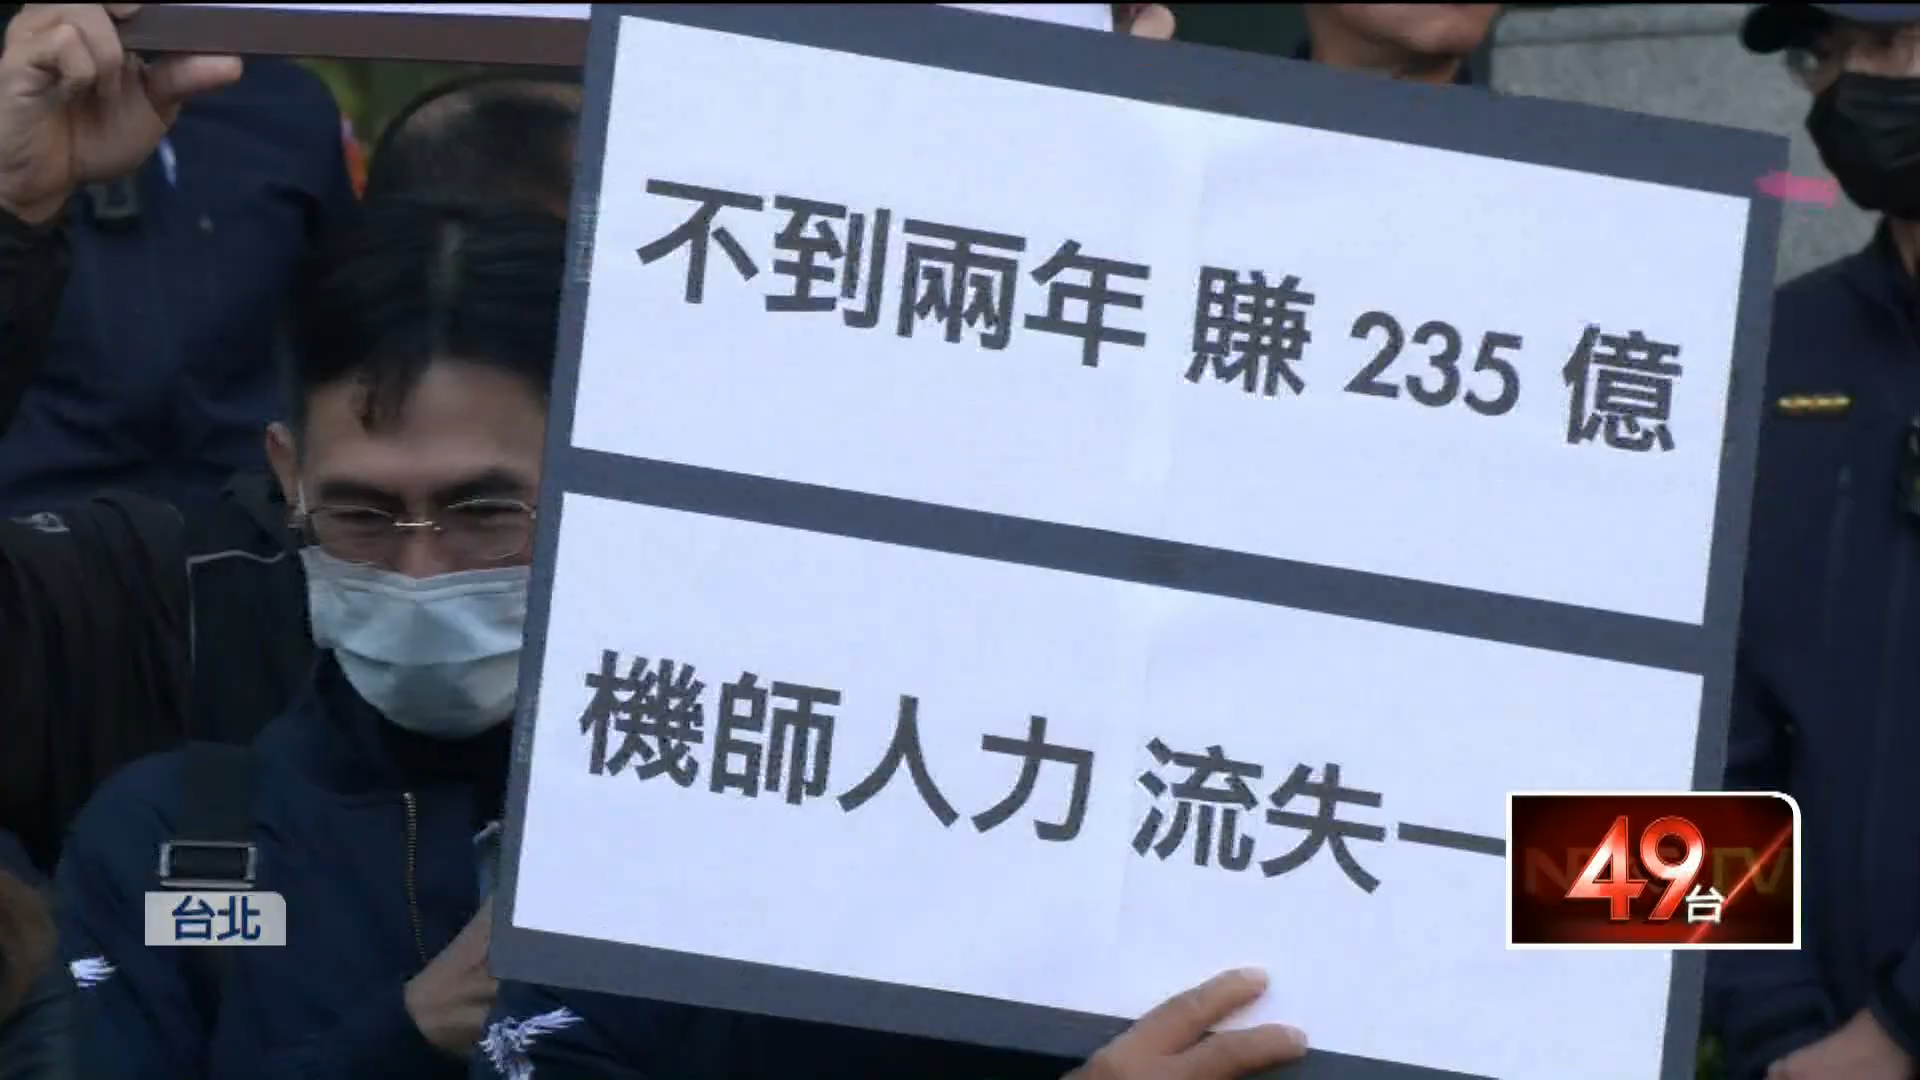 不到兩年 賺 235 億
機師人力 流失一
台北
49台